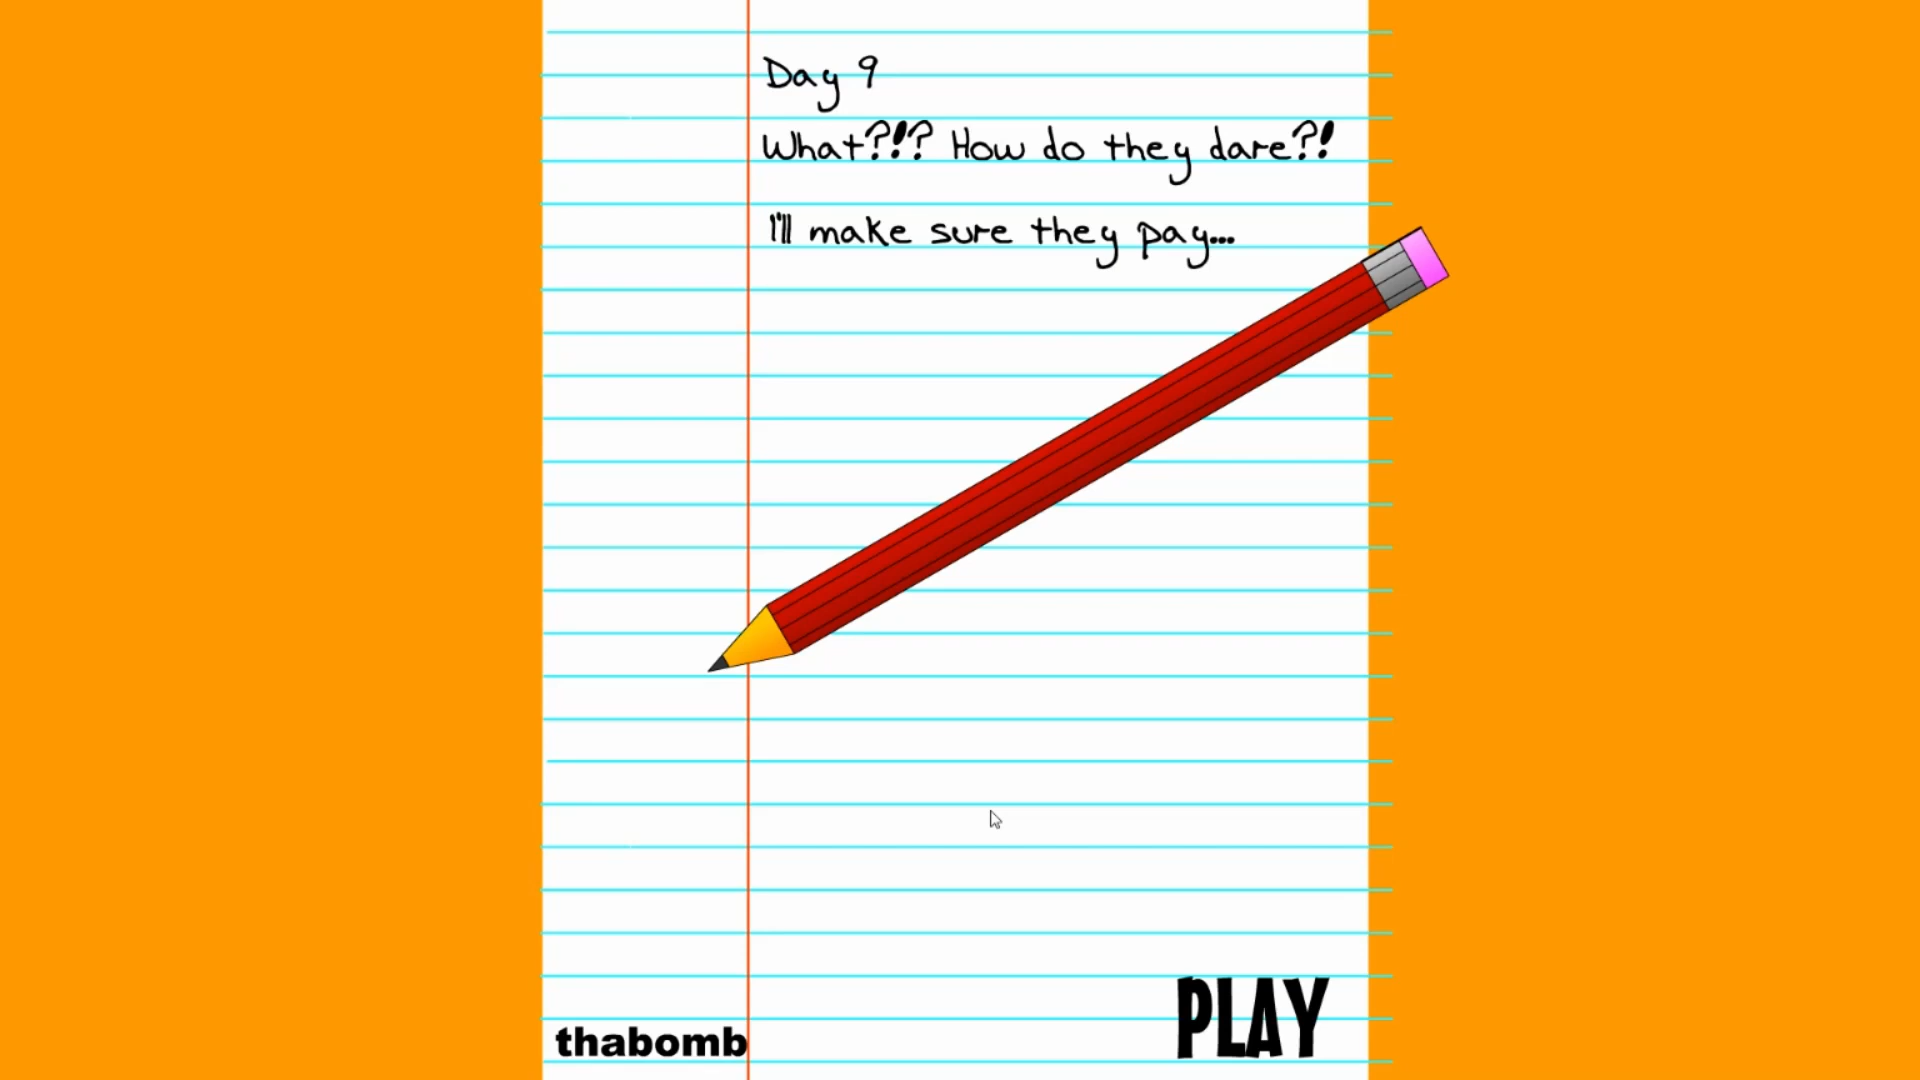 Day 9
What?!? How do they dare?!
I'll make sure they pay...
thabomb
PLAY